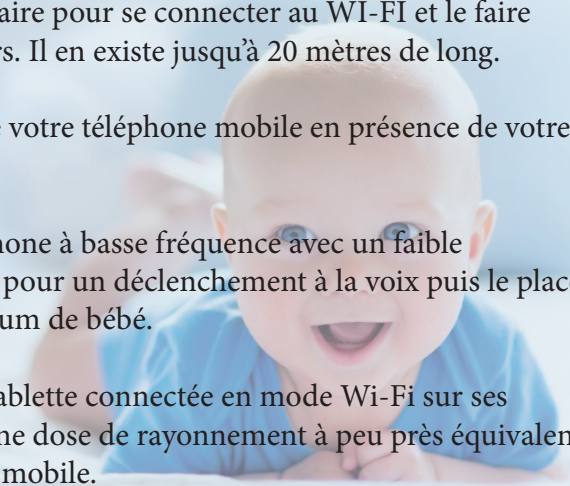 aire pour se connecter au WI-FI et le faire
rs. Il en existe jusqu'à 20 mètres de long.
votre téléphone mobile en présence de votre
hone à basse fréquence avec un faible
pour un déclenchement à la voix puis le place
um de bébé.
ablette connectée en mode Wi-Fi sur ses
ne dose de rayonnement à peu près équivalen
mobile.